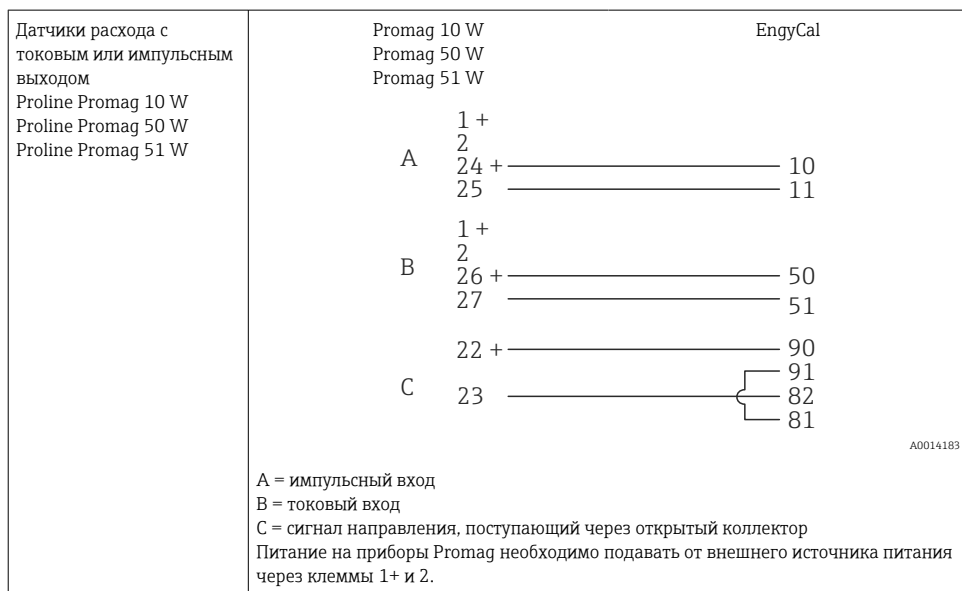 Датчики расхода с
токовым или импульсным
выходом
Proline Promag 10 W
Proline Promag 50 W
Proline Promag 51 W
Promag 10 W
Promag 50 W
Promag 51 W
EngyCal
A
1 +
2
24 + 10
25 11
B
1 +
2
26 + 50
27 51
C
22 + 90
91
23 82
81
A0014183
A = импульсный вход
B = токовый вход
C = сигнал направления, поступающий через открытый коллектор
Питание на приборы Promag необходимо подавать от внешнего источника питания
через клеммы 1+ и 2.